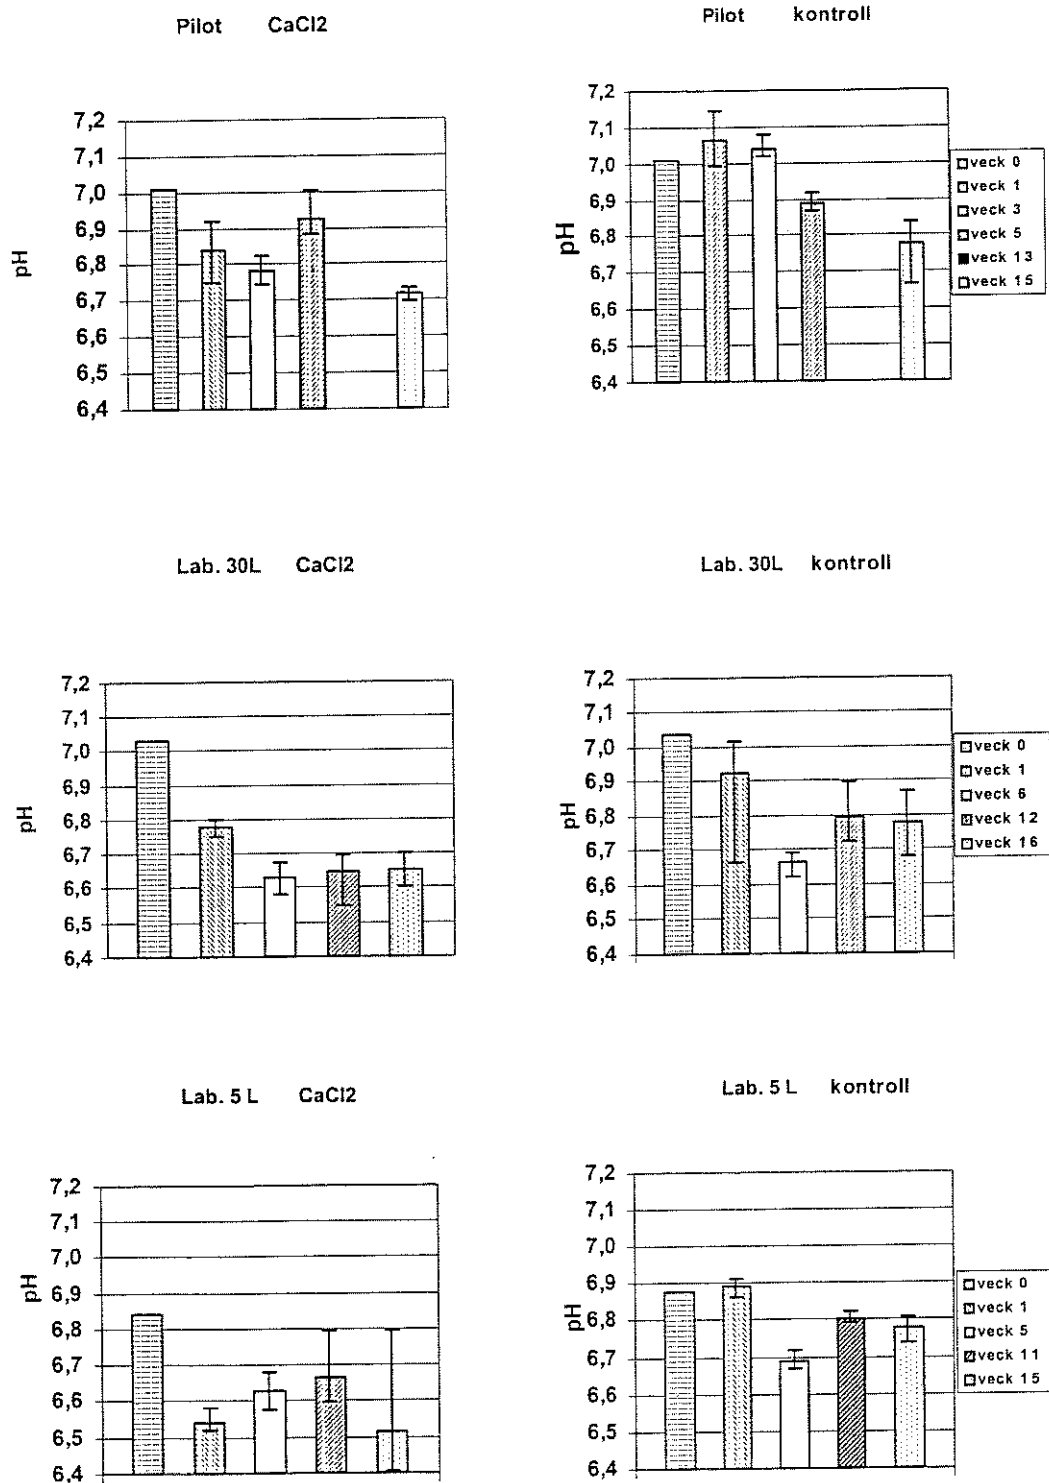 Pilot CaCl2
7,2
7,1
7,0
6,9
6,8
6,7
6,6
6,5
6,4
pH
Pilot kontroll
7,2
7,1
7,0
6,9
6,8
6,7
6,6
6,5
6,4
pH
veck 0
veck 1
veck 3
veck 5
veck 13
veck 15
Lab. 30L CaCl2
7,2
7,1
7,0
6,9
6,8
6,7
6,6
6,5
6,4
pH
Lab. 30L kontroll
7,2
7,1
7,0
6,9
6,8
6,7
6,6
6,5
6,4
pH
veck 0
veck 1
veck 6
veck 12
veck 16
Lab. 5 L CaCl2
7,2
7,1
7,0
6,9
6,8
6,7
6,6
6,5
6,4
pH
Lab. 5 L kontroll
7,2
7,1
7,0
6,9
6,8
6,7
6,6
6,5
6,4
pH
veck 0
veck 1
veck 5
veck 11
veck 15